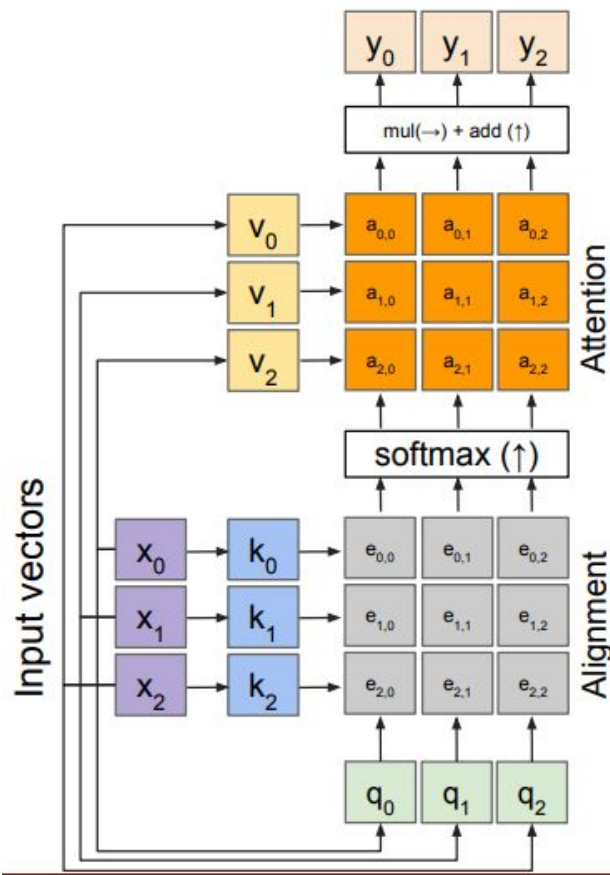 y0 y1 y2
mul(→) + add (↑)
v0 a0,0 a0,1 a0,2
v1 a1,0 a1,1 a1,2
v2 a2,0 a2,1 a2,2
Attention
softmax (↑)
Input vectors
x0 k0 e0,0 e0,1 e0,2
x1 k1 e1,0 e1,1 e1,2
x2 k2 e2,0 e2,1 e2,2
Alignment
q0 q1 q2